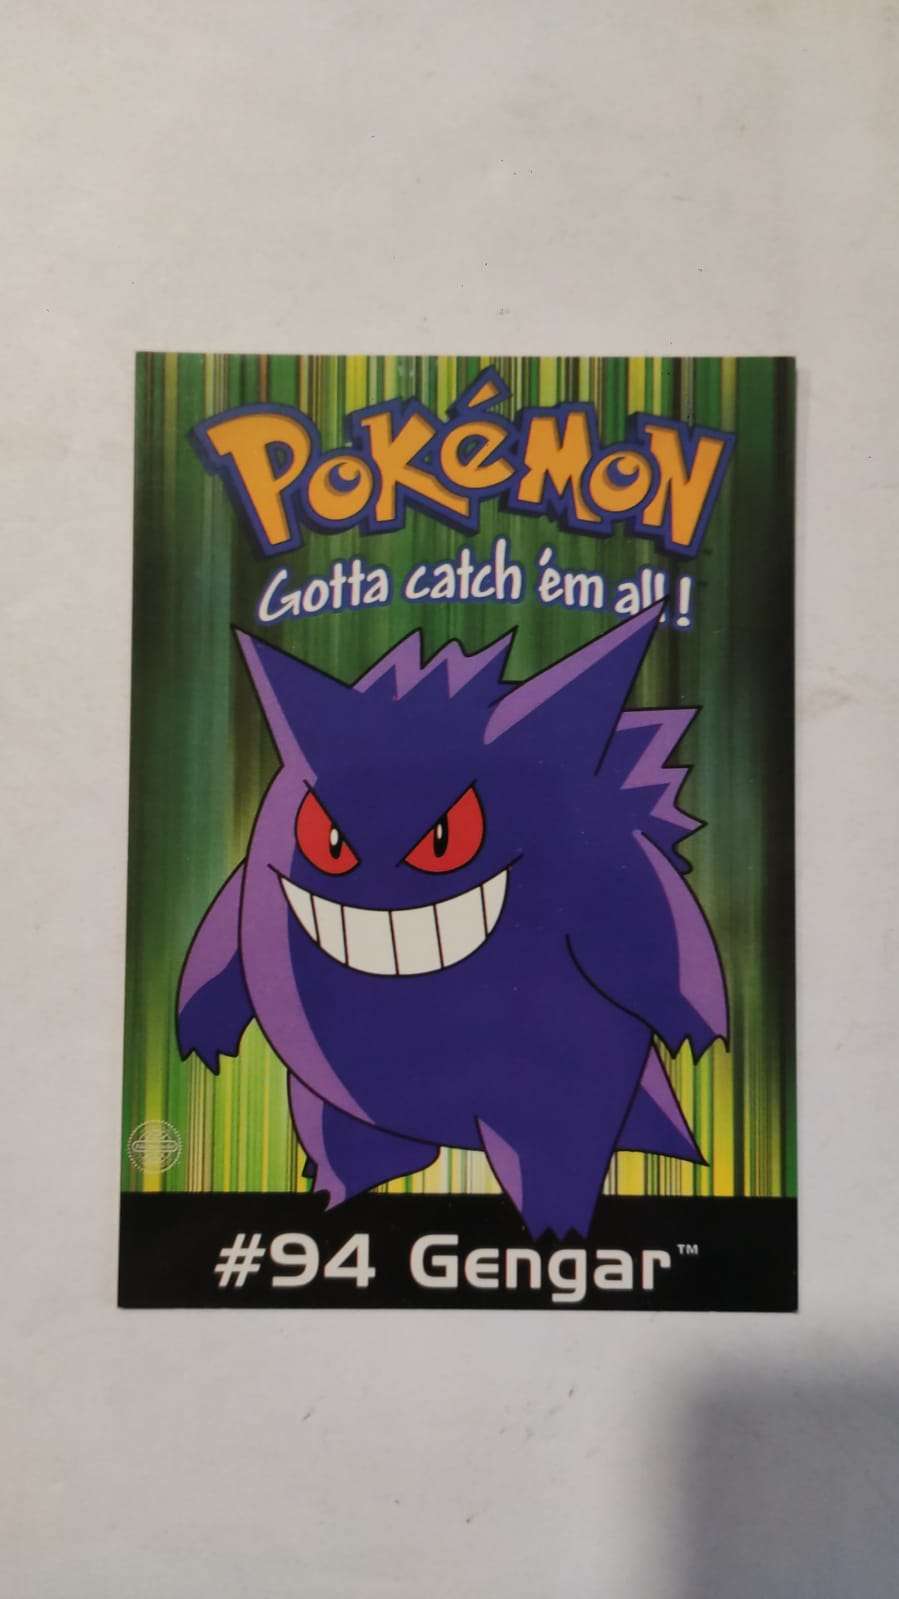 POKéMON
Gotta catch 'em all!
#94 Gengar™